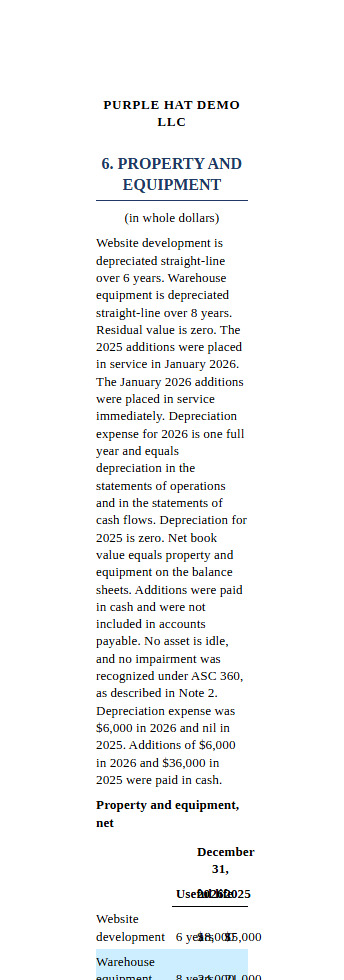 PURPLE HAT DEMO
LLC
6. PROPERTY AND
EQUIPMENT
(in whole dollars)
Website development is
depreciated straight-line
over 6 years. Warehouse
equipment is depreciated
straight-line over 8 years.
Residual value is zero. The
2025 additions were placed
in service in January 2026.
The January 2026 additions
were placed in service
immediately. Depreciation
expense for 2026 is one full
year and equals
depreciation in the
statements of operations
and in the statements of
cash flows. Depreciation for
2025 is zero. Net book
value equals property and
equipment on the balance
sheets. Additions were paid
in cash and were not
included in accounts
payable. No asset is idle,
and no impairment was
recognized under ASC 360,
as described in Note 2.
Depreciation expense was
$6,000 in 2026 and nil in
2025. Additions of $6,000
in 2026 and $36,000 in
2025 were paid in cash.
Property and equipment,
net
December
31,
2025
Website
development 6 years
Warehouse
equipment 8 years